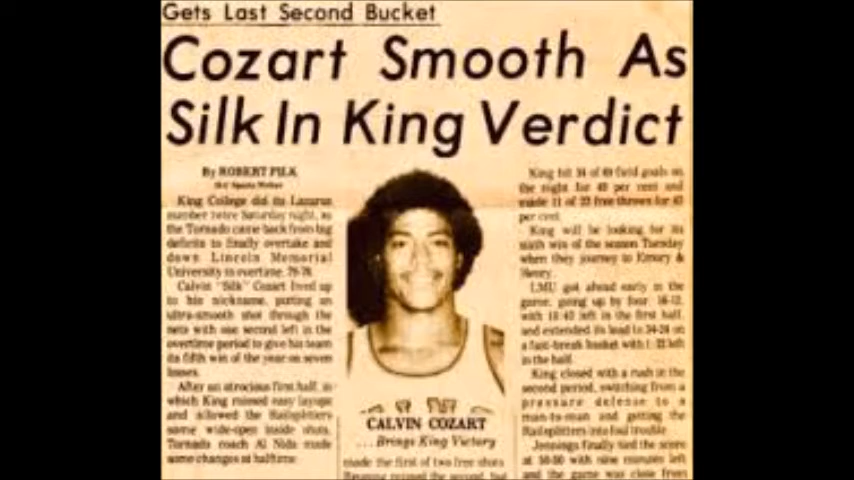 Gets Last Second Bucket
Cozart Smooth As
Silk In King Verdict
By ROBERT PILK
King College did its Lazarus
number twice Saturday night, as
the Tornado came back from big
deficits to finally overtake and
down Lincoln Memorial
University in overtime,
Calvin "Silk" Cozart lived up
to his nickname, putting an
ultra-smooth shot through the
nets with one second left in the
overtime period to give his team
its fifth win of the year on seven
losses.
After an atrocious first half, in
which King missed easy layups
and allowed the Railsplitters
some wide-open inside shots,
Tornado coach Al Nida made
some changes at halftime
CALVIN COZART
...Brings King Victory
made the first of two free shots
King hit 34 of 69 field goals on
the night for 49 per cent and
made 11 of free throws for
per cent.
King will be looking for its
sixth win of the season Tuesday
when they journey to Emory &
Henry.
LMU got ahead early in the
game, going up by four,
with left in the first half,
and extended its lead to on
a fast-break basket with left
in the half.
King closed with a rush in the
second period, switching from a
pressure defense to a
man-to-man and getting the
Railsplitters into foul trouble.
Jennings finally tied the score
at 50-50 with nine minutes left
and the game was close from